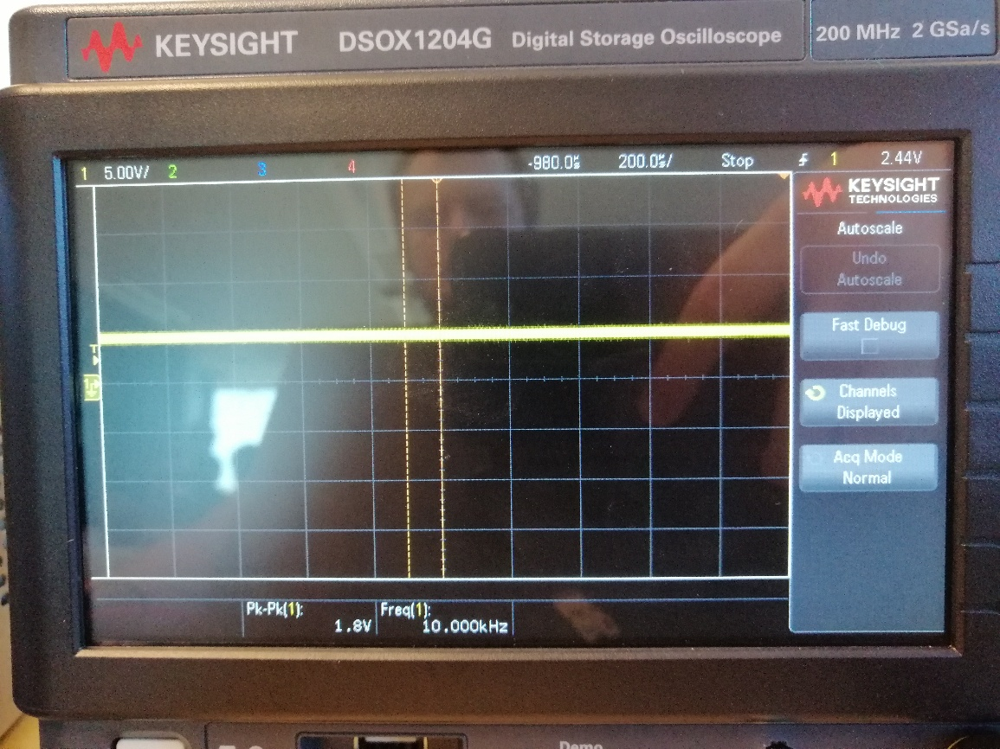 KEYSIGHT DSOX1204G Digital Storage Oscilloscope 200 MHz 2 GSa/s
1 5.00V/ 2 3 4 -980.0µs 200.0µs/ Stop 1 2.44V
KEYSIGHT
TECHNOLOGIES
Autoscale
Undo
Autoscale
Fast Debug
T
1
Channels
Displayed
Acq Mode
Normal
Pk-Pk(1): Freq(1):
1.8V 10.000kHz
Demo